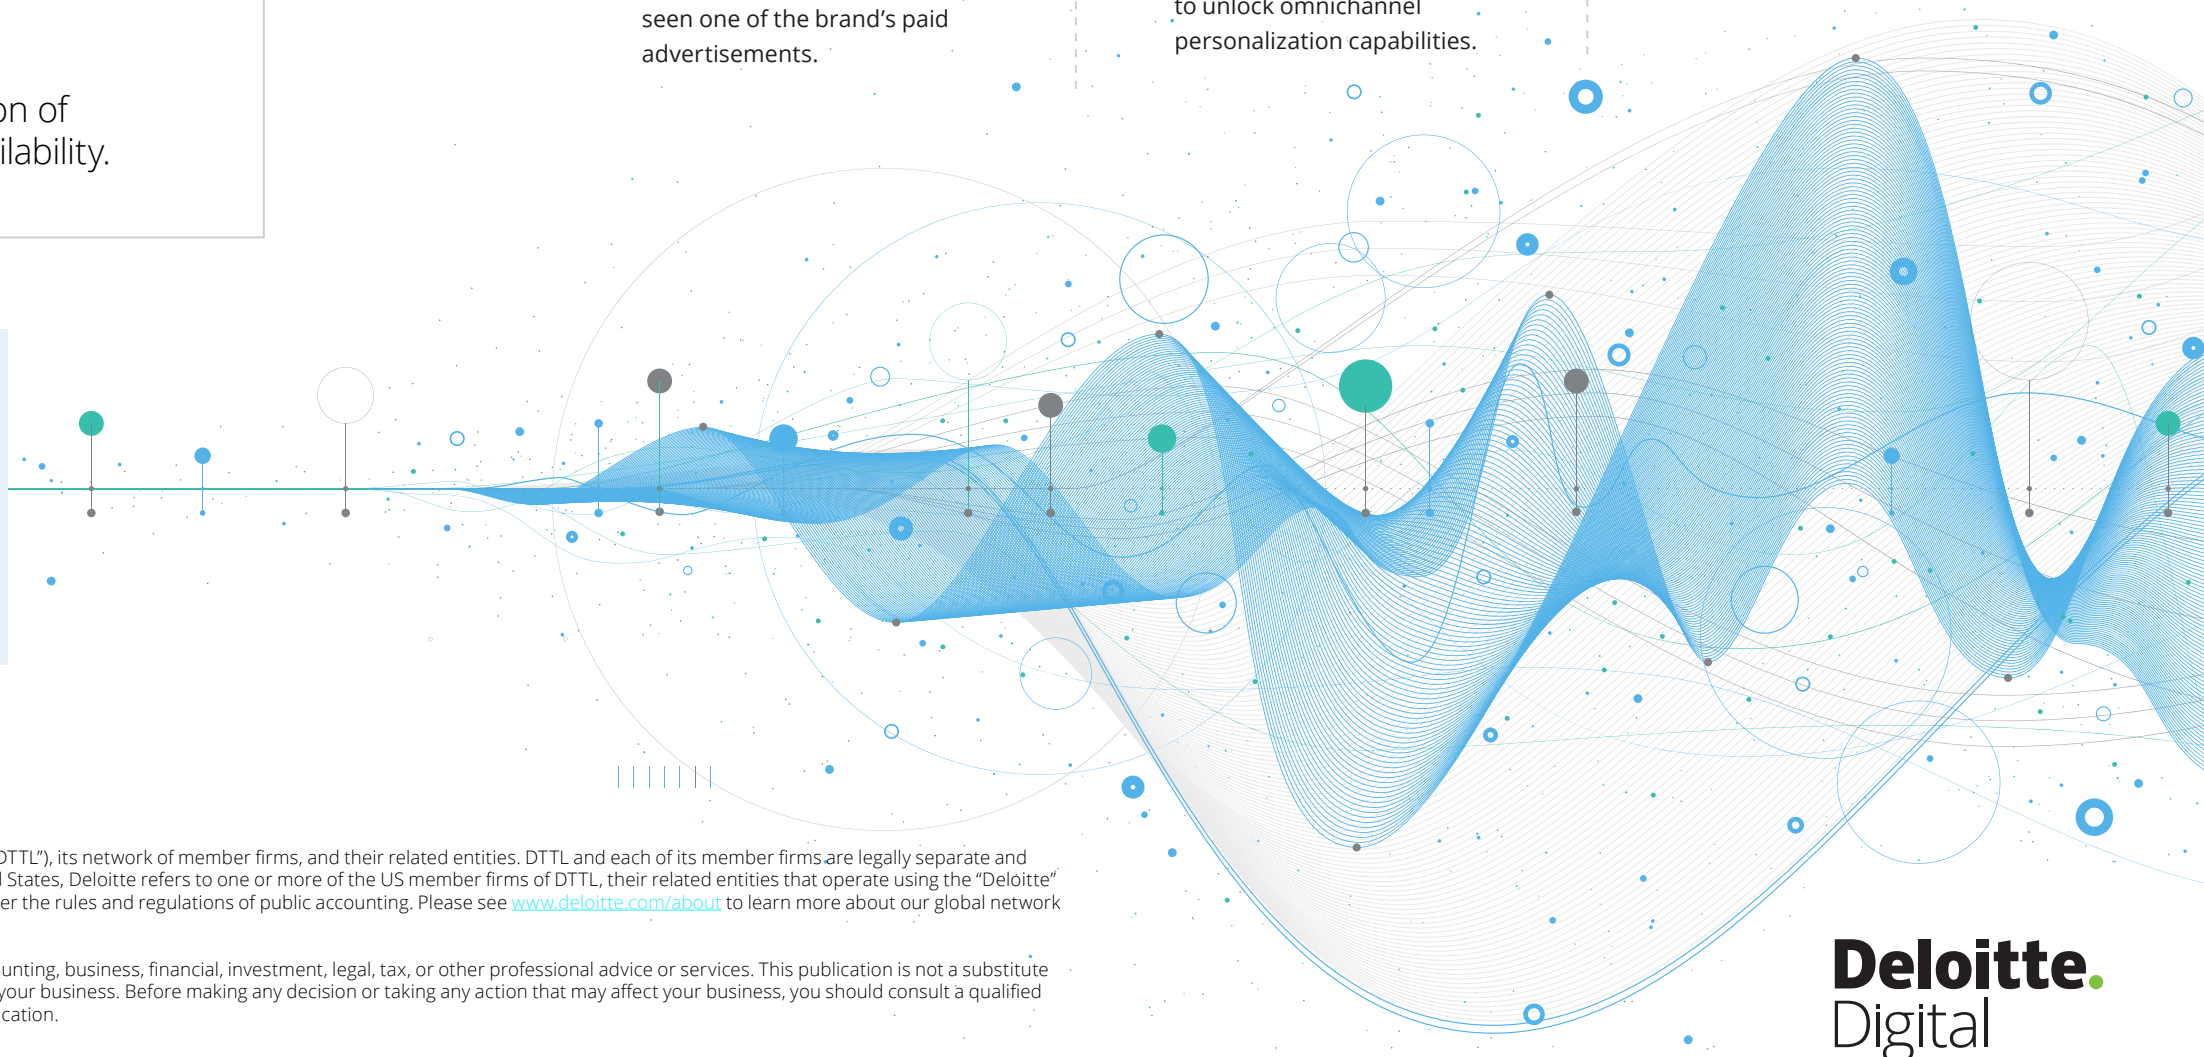 seen one of the brand’s paid
advertisements.
to unlock omnichannel
personalization capabilities.
on of
ilability.
DTTL”), its network of member firms, and their related entities. DTTL and each of its member firms are legally separate and
States, Deloitte refers to one or more of the US member firms of DTTL, their related entities that operate using the “Deloitte”
er the rules and regulations of public accounting. Please see www.deloitte.com/about to learn more about our global network
unting, business, financial, investment, legal, tax, or other professional advice or services. This publication is not a substitute
your business. Before making any decision or taking any action that may affect your business, you should consult a qualified
cation.
Deloitte.
Digital